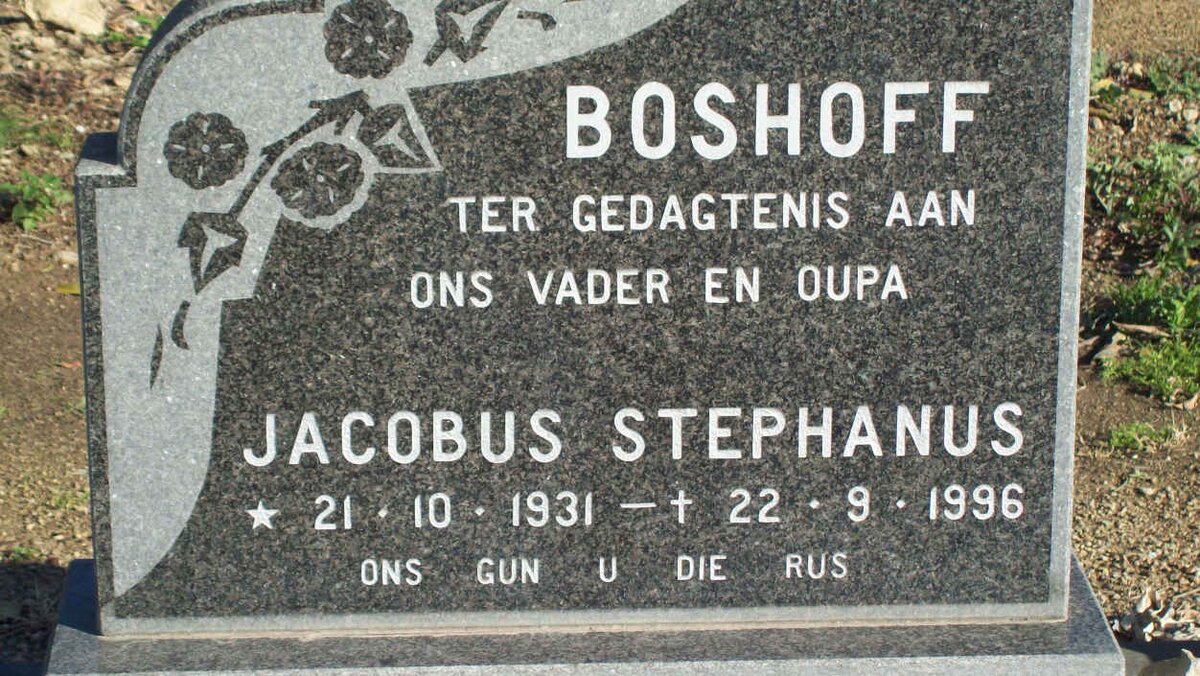 BOSHOFF
TER GEDAGTENIS AAN
ONS VADER EN OUPA
JACOBUS STEPHANUS
★ 21 · 10 · 1931 — † 22 · 9 · 1996
ONS GUN U DIE RUS